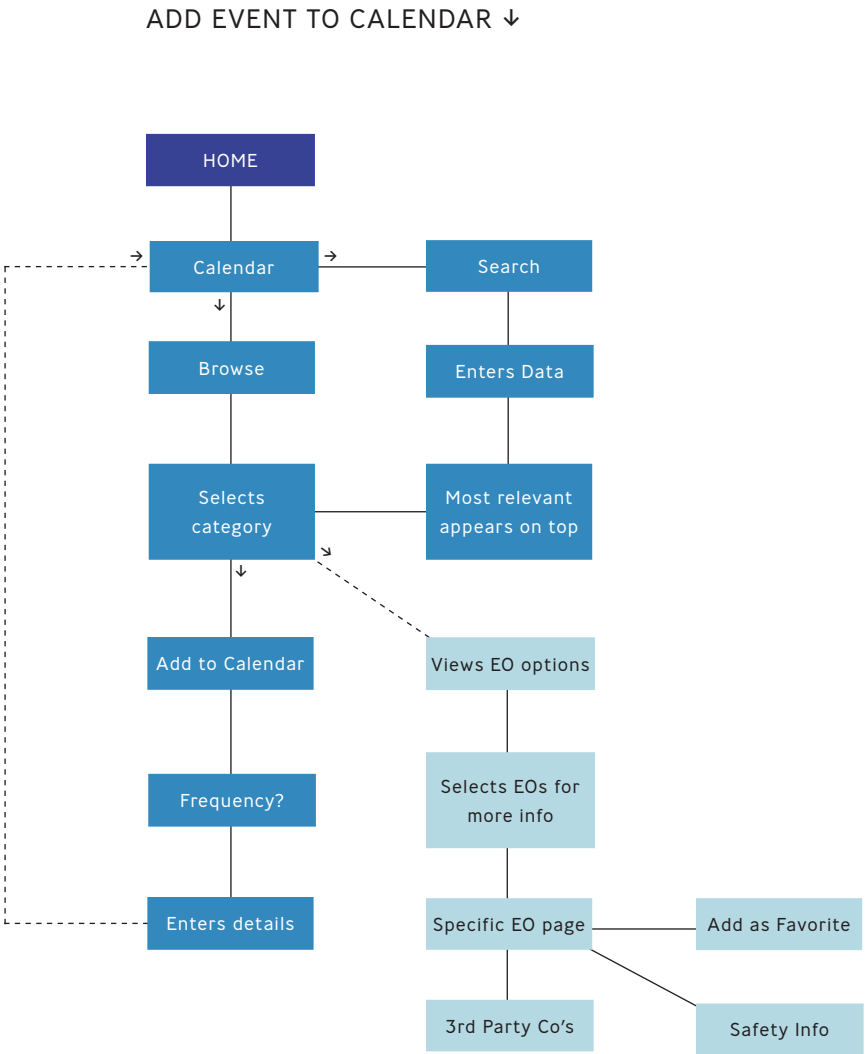 ADD EVENT TO CALENDAR ↓
HOME
Calendar
Search
Browse
Enters Data
Selects
category
Most relevant
appears on top
Add to Calendar
Views EO options
Frequency?
Selects EOs for
more info
Enters details
Specific EO page
Add as Favorite
3rd Party Co's
Safety Info